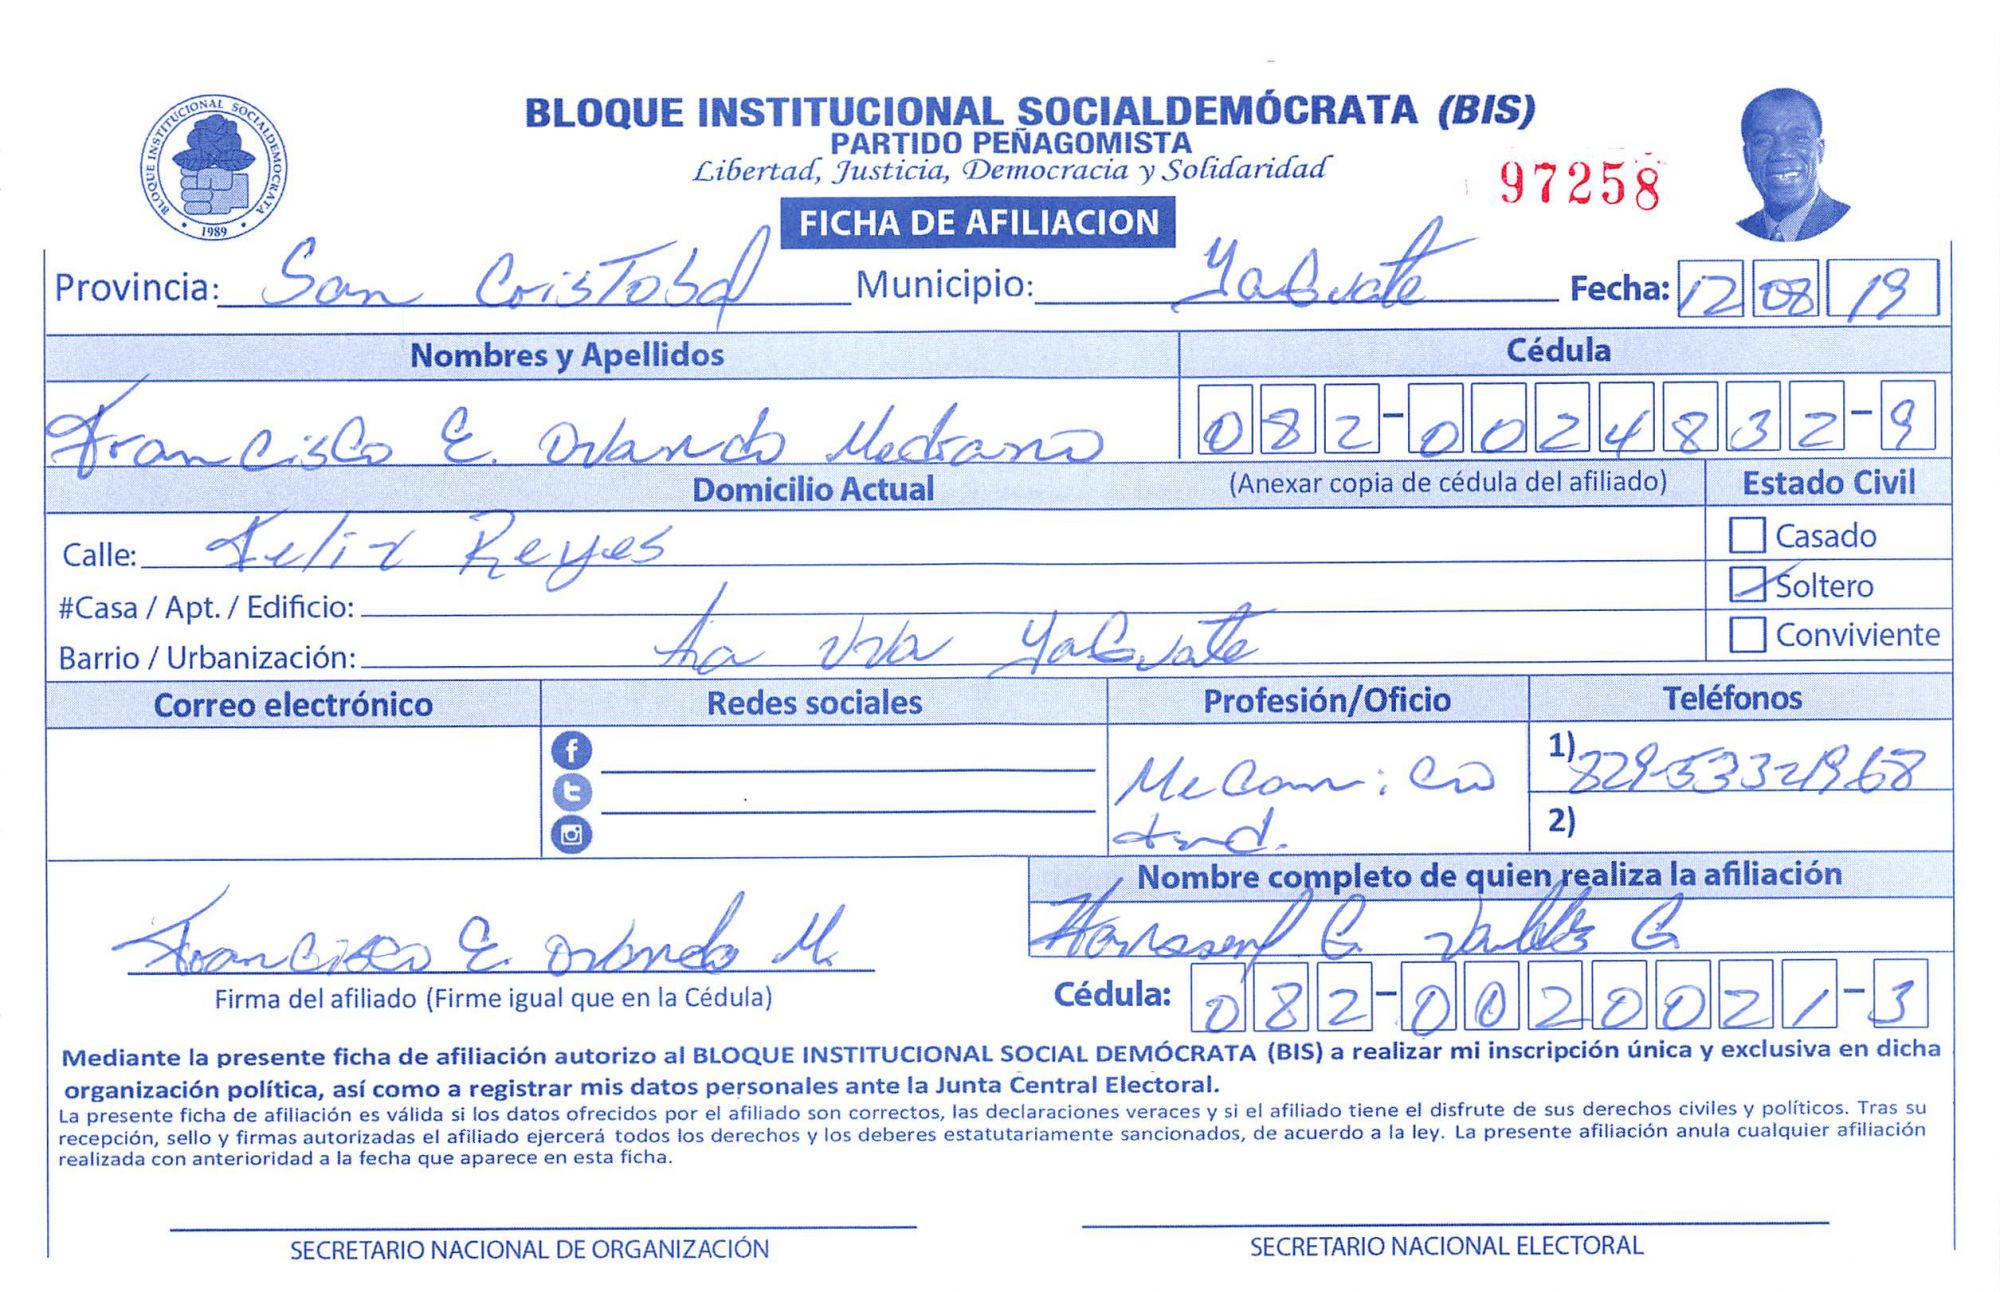 BLOQUE INSTITUCIONAL SOCIALDEMOCRATA
1989
BLOQUE INSTITUCIONAL SOCIALDEMÓCRATA (BIS)
PARTIDO PEÑAGOMISTA
Libertad, Justicia, Democracia y Solidaridad
97258
FICHA DE AFILIACION
Provincia: San Cristobal Municipio: Yaguate Fecha: 12 08 19
Nombres y Apellidos Cédula
Francisco E. Orlando Medrano 082-0024832-9
Domicilio Actual (Anexar copia de cédula del afiliado) Estado Civil
Calle: Felix Reyes Casado
#Casa / Apt. / Edificio: Soltero
Barrio / Urbanización: La Yaguate Conviviente
Correo electrónico Redes sociales Profesión/Oficio Teléfonos
Mecanico 1) 829-5332-1968
Ind. 2)
Nombre completo de quien realiza la afiliación
Francisco E. Orlando M. G. G.
Firma del afiliado (Firme igual que en la Cédula) Cédula: 082-0020021-3
Mediante la presente ficha de afiliación autorizo al BLOQUE INSTITUCIONAL SOCIAL DEMÓCRATA (BIS) a realizar mi inscripción única y exclusiva en dicha
organización política, así como a registrar mis datos personales ante la Junta Central Electoral.
La presente ficha de afiliación es válida si los datos ofrecidos por el afiliado son correctos, las declaraciones veraces y si el afiliado tiene el disfrute de sus derechos civiles y políticos. Tras su
recepción, sello y firmas autorizadas el afiliado ejercerá todos los derechos y los deberes estatutariamente sancionados, de acuerdo a la ley. La presente afiliación anula cualquier afiliación
realizada con anterioridad a la fecha que aparece en esta ficha.
SECRETARIO NACIONAL DE ORGANIZACIÓN SECRETARIO NACIONAL ELECTORAL